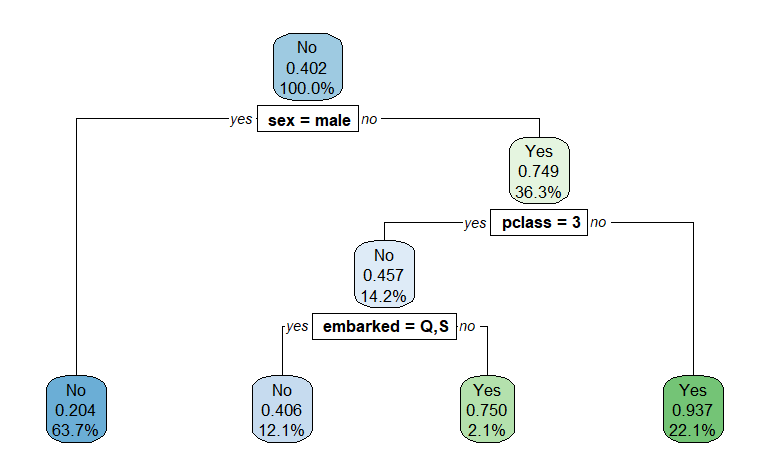 No
0.402
100.0%
yes sex = male no
Yes
0.749
36.3%
yes pclass = 3 no
No
0.457
14.2%
yes embarked = Q,S no
No
0.204
63.7%
No
0.406
12.1%
Yes
0.750
2.1%
Yes
0.937
22.1%